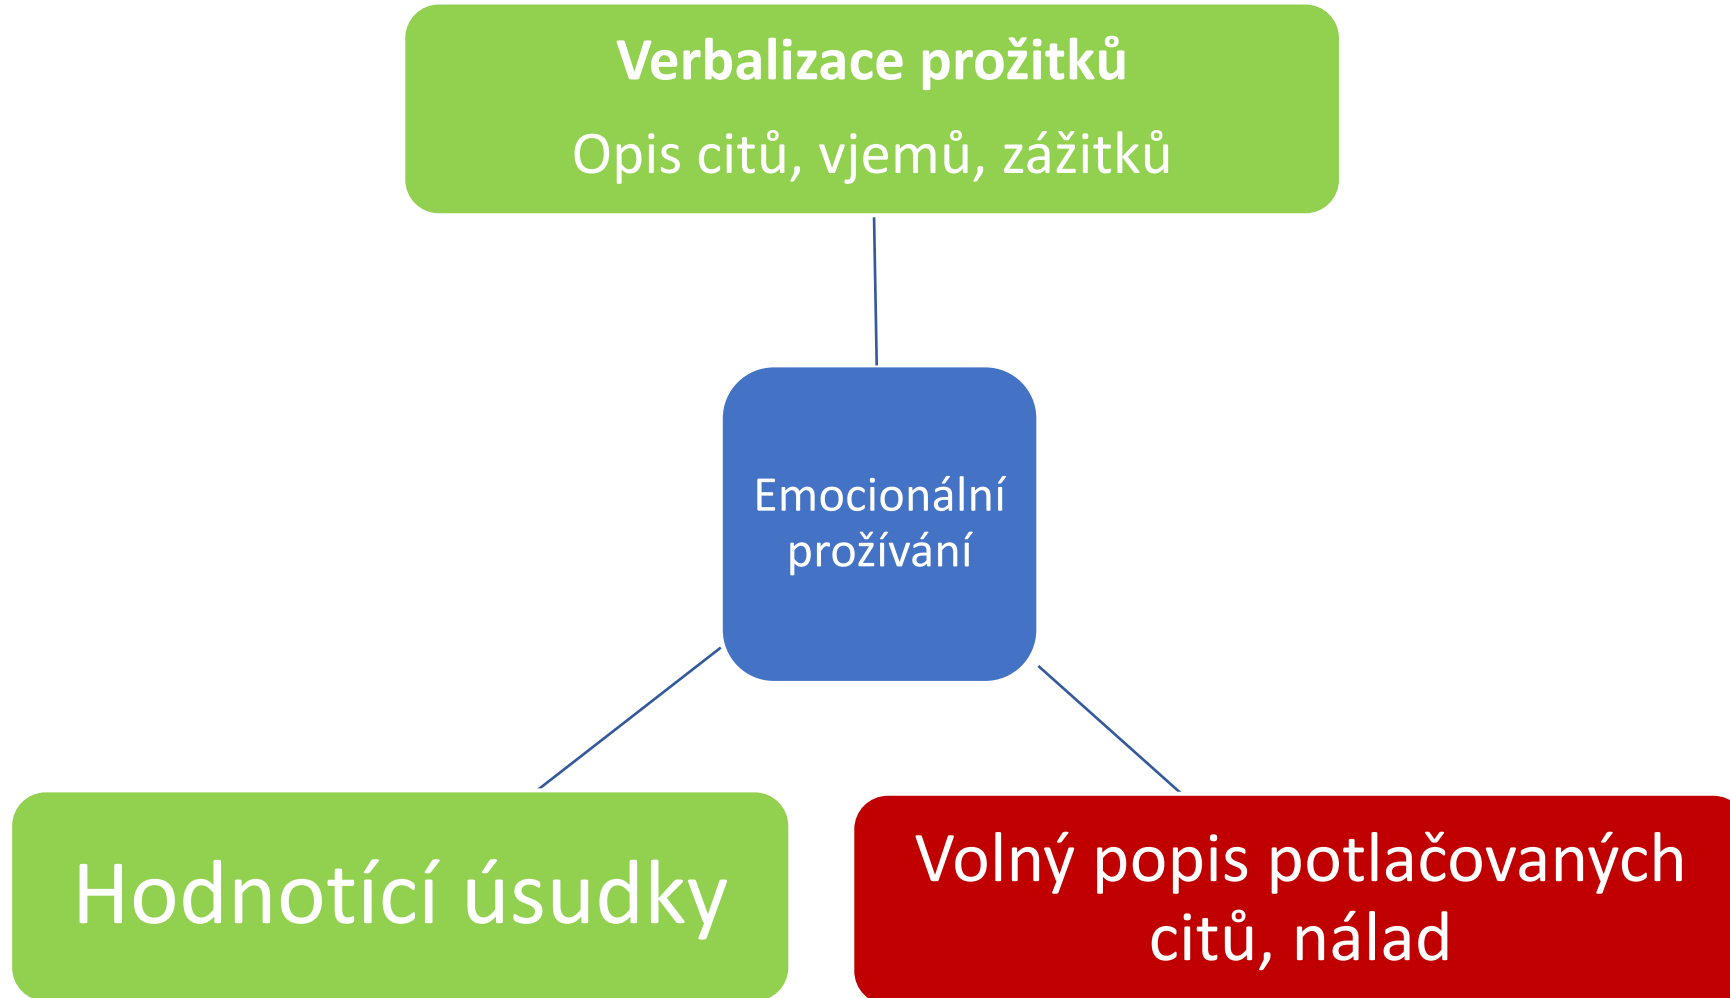 Verbalizace prožitků
Opis citů, vjemů, zážitků
Emocionální
prožívání
Hodnotící úsudky
Volný popis potlačovaných
citů, nálad